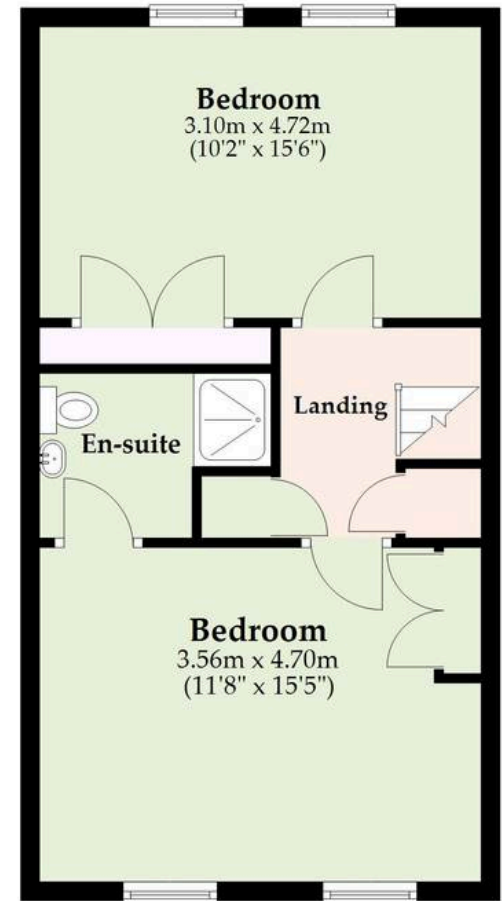 Bedroom
3.10m x 4.72m
(10'2" x 15'6")
Landing
En-suite
Bedroom
3.56m x 4.70m
(11'8" x 15'5")